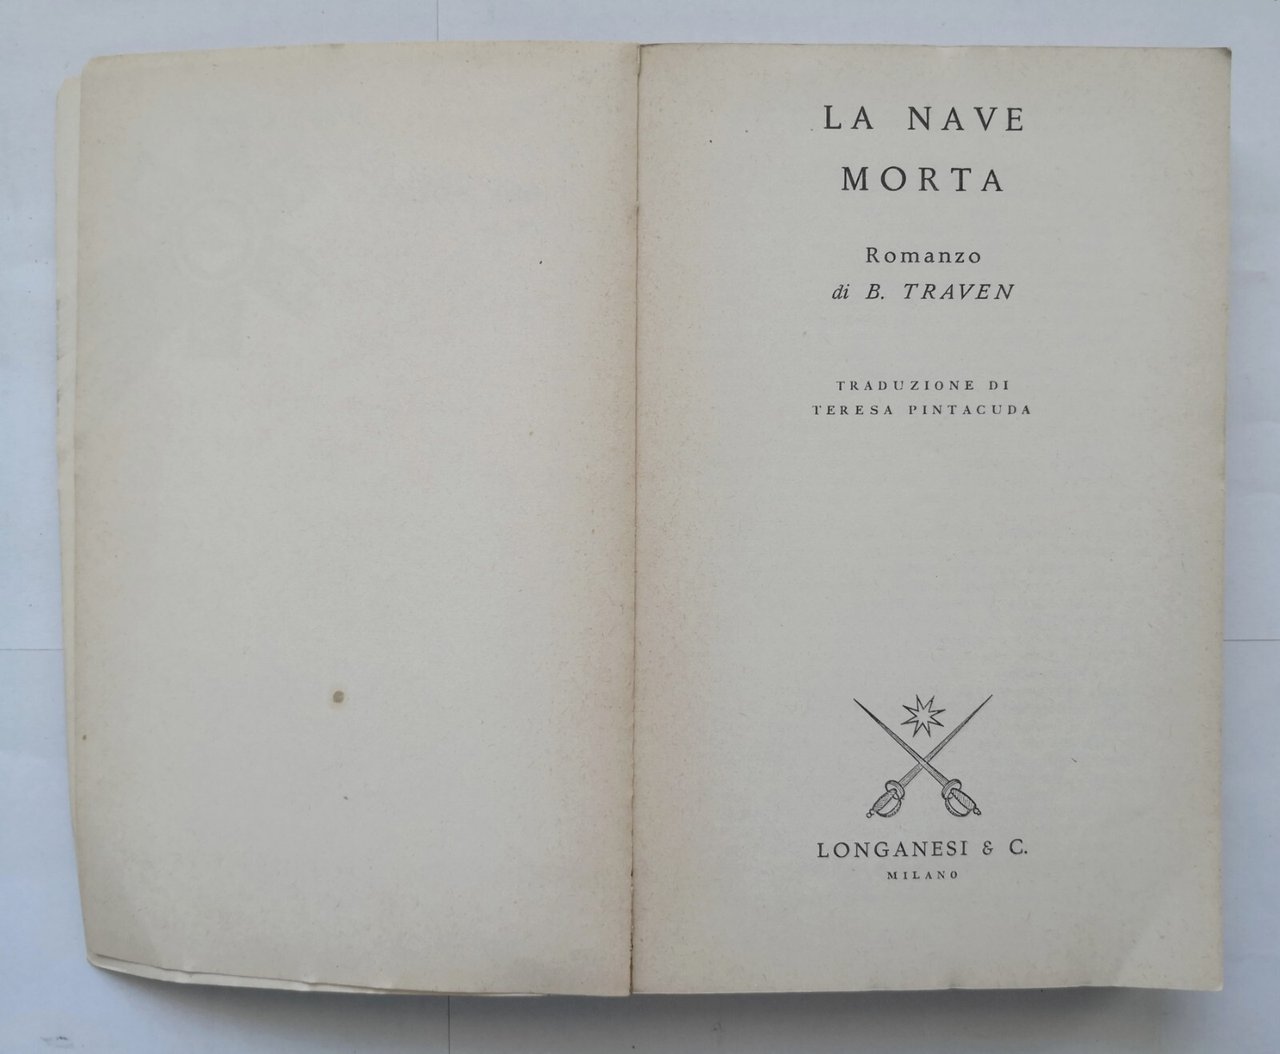 LA NAVE
MORTA
Romanzo
di B. TRAVEN
TRADUZIONE DI
TERESA PINTACUDA
LONGANESI & C.
MILANO